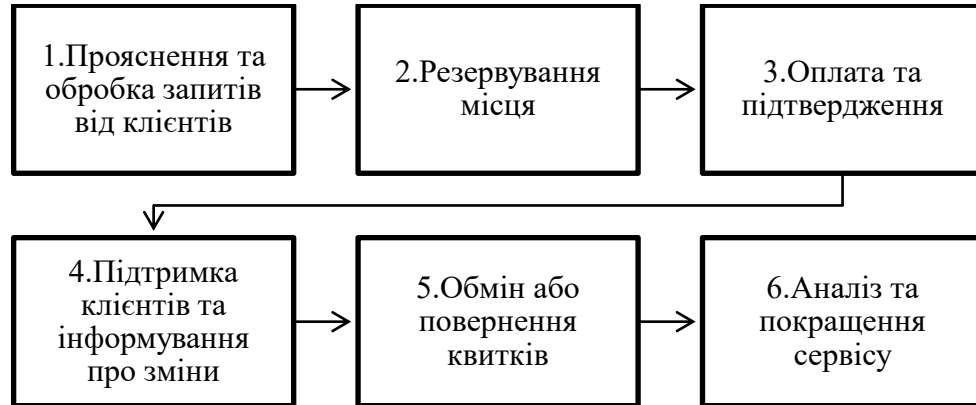 1.Прояснення та
обробка запитів
від клієнтів
2.Резервування
місця
3.Оплата та
підтвердження
4.Підтримка
клієнтів та
інформування
про зміни
5.Обмін або
повернення
квитків
6.Аналіз та
покращення
сервісу